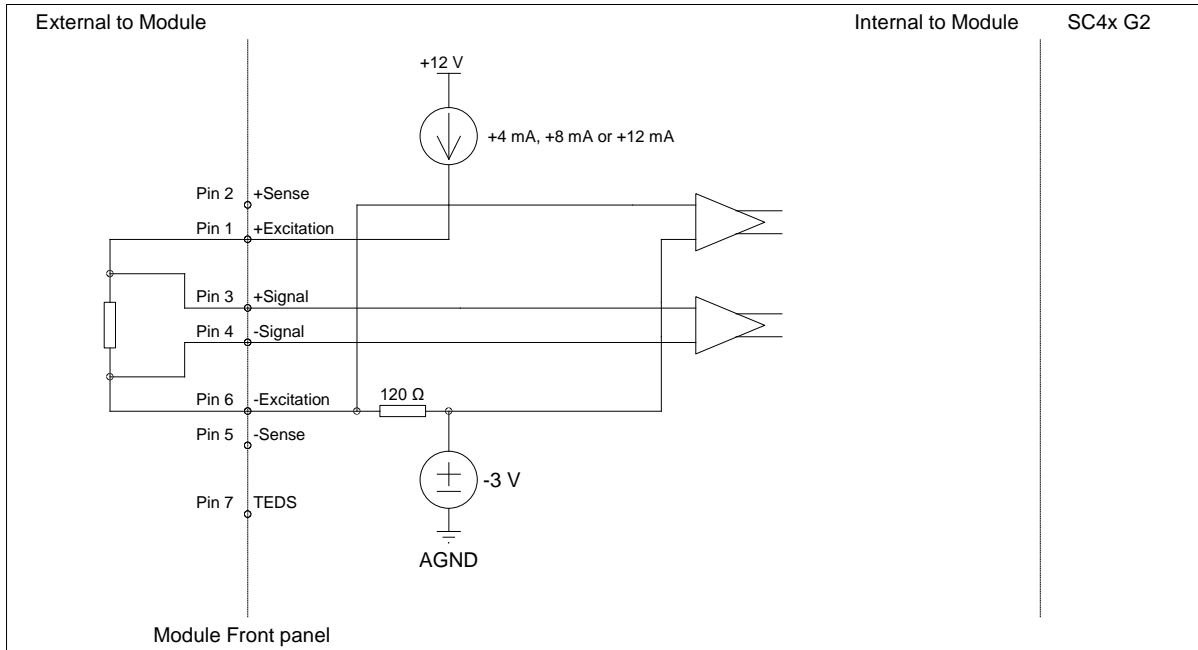 External to Module
Internal to Module
SC4x G2
+12 V
+4 mA, +8 mA or +12 mA
Pin 2 +Sense
Pin 1 +Excitation
Pin 3 +Signal
Pin 4 -Signal
120 Ω
Pin 6 -Excitation
Pin 5 -Sense
-3 V
Pin 7 TEDS
AGND
Module Front panel